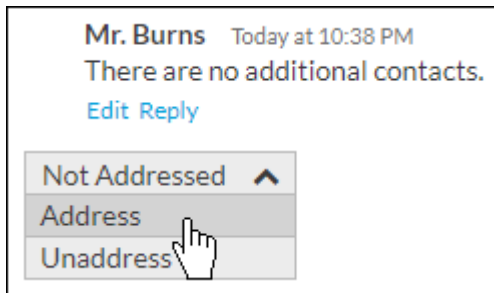 Mr. Burns Today at 10:38 PM
There are no additional contacts.
Edit Reply
Not Addressed
Address
Unaddress